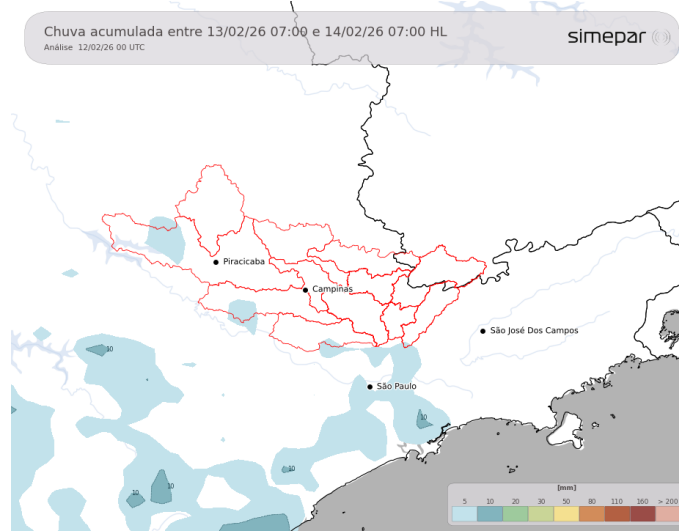 Chuva acumulada entre 13/02/26 07:00 e 14/02/26 07:00 HL
Análise 12/02/26 00 UTC
simepar
Piracicaba
Campinas
São José Dos Campos
10
São Paulo
10
10
10
10
[mm]
5 10 20 30 50 80 110 160 > 200